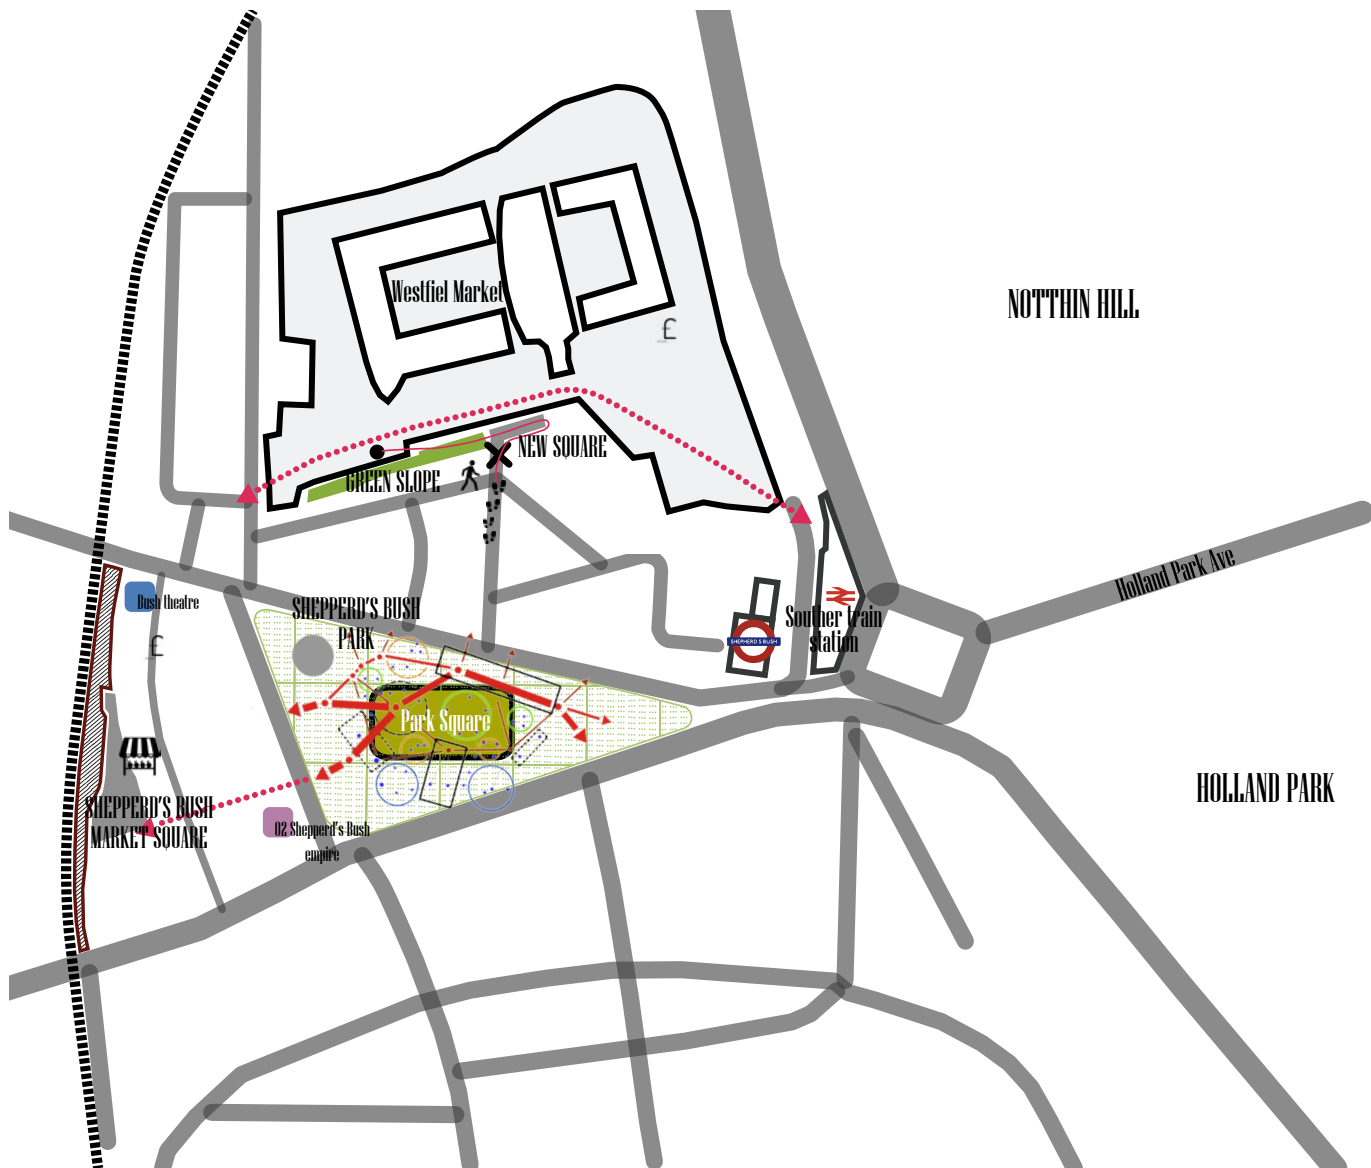 NOTTHIN HILL
Westfiel Market
£
NEW SQUARE
GREEN SLOPE
Holland Park Ave
Bush theatre
SHEPPERD'S BUSH
PARK
Souther train
station
SHEPHERD'S BUSH
£
Park Square
HOLLAND PARK
SHEPPERD'S BUSH
MARKET SQUARE
02 Shepperd's Bush
empire